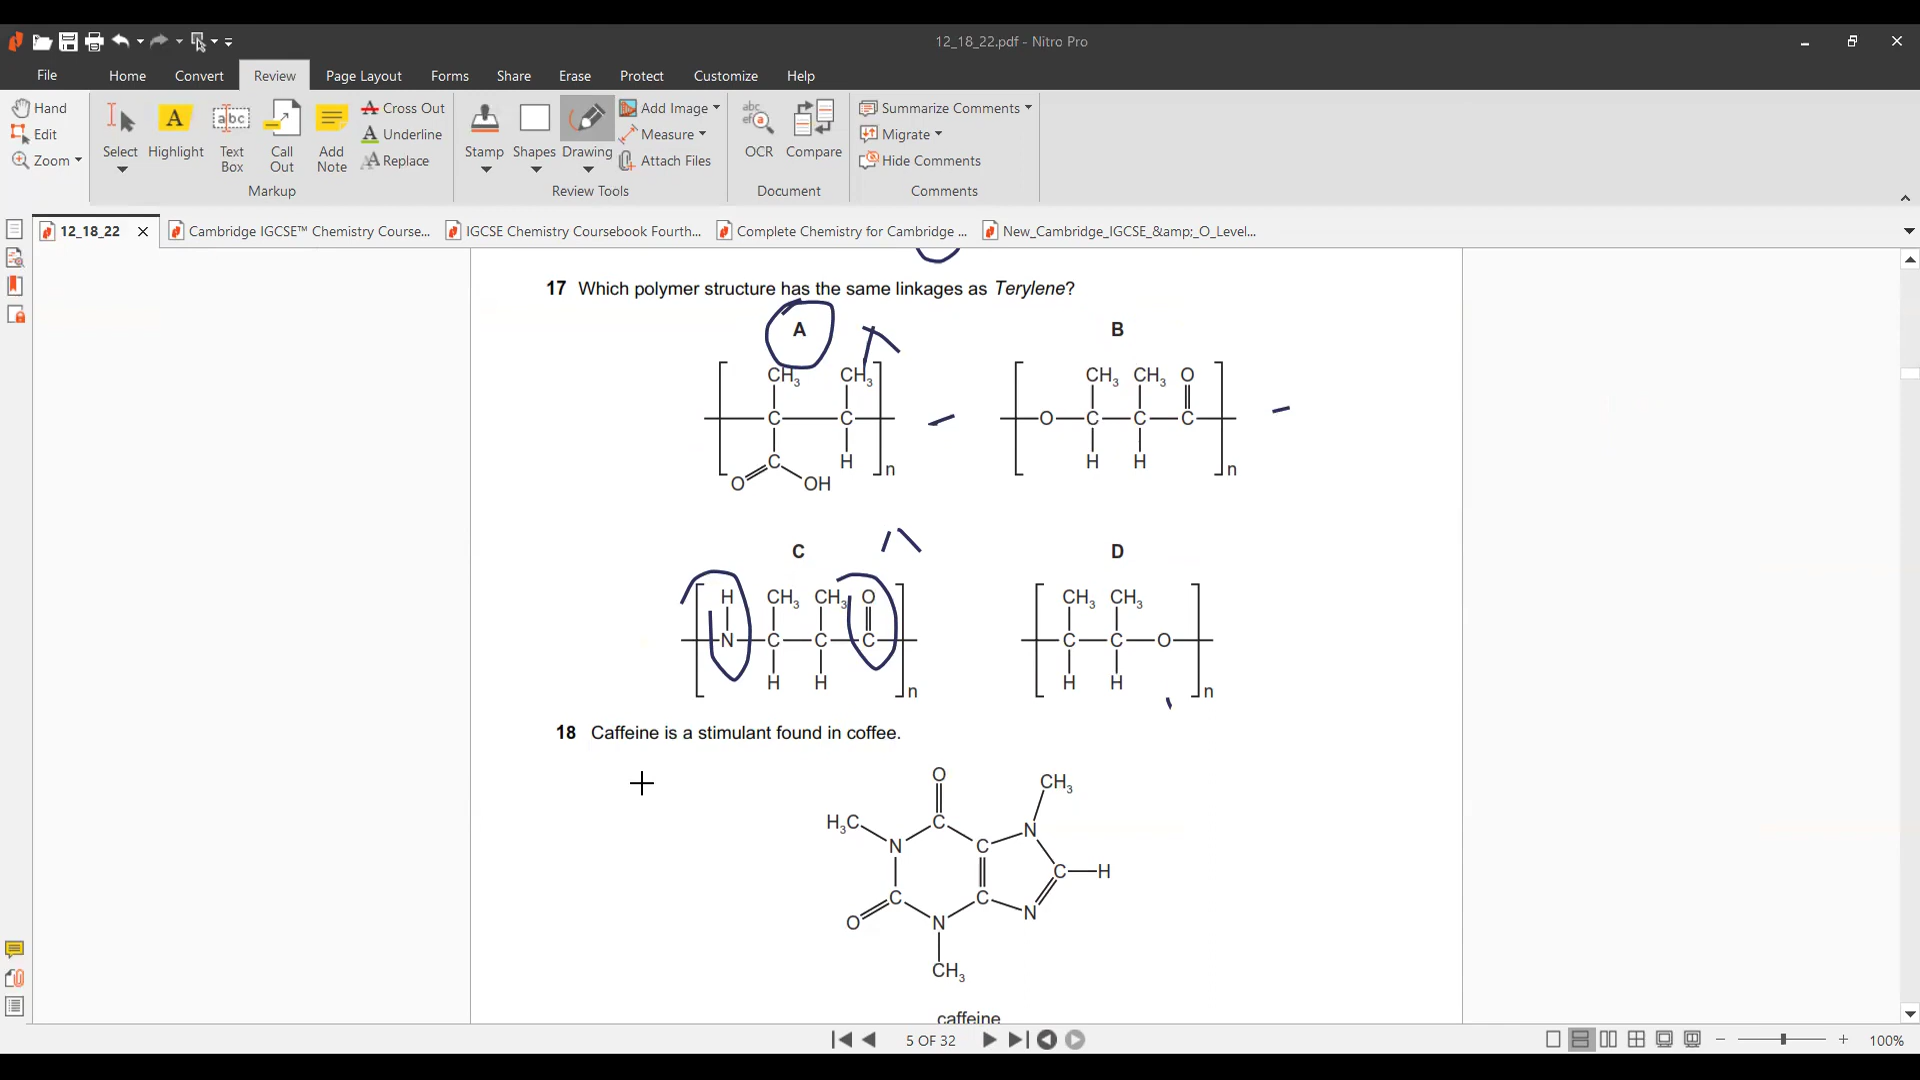 12_18_22.pdf - Nitro Pro
File Home Convert Review Page Layout Forms Share Erase Protect Customize Help
Hand
Edit
Zoom
Select
Highlight
Text Box
Call Out
Add Note
Cross Out
Underline
Replace
Markup
Stamp
Shapes
Drawing
Add Image
Measure
Attach Files
Review Tools
OCR
Compare
Document
Summarize Comments
Migrate
Hide Comments
Comments
12_18_22
Cambridge IGCSE™ Chemistry Course...
IGCSE Chemistry Coursebook Fourth...
Complete Chemistry for Cambridge ...
New_Cambridge_IGCSE_&amp;_O_Level...
17 Which polymer structure has the same linkages as Terylene?
A B
CH3 CH3 CH3 CH3 O
C C O C C C
C H H H
O OH n n
C D
H CH3 CH3 O CH3 CH3
N C C C C C O
H H H H
n n
18 Caffeine is a stimulant found in coffee.
O CH3
H3C C N
N C C H
C C N
O N
CH3
caffeine
5 OF 32
100%